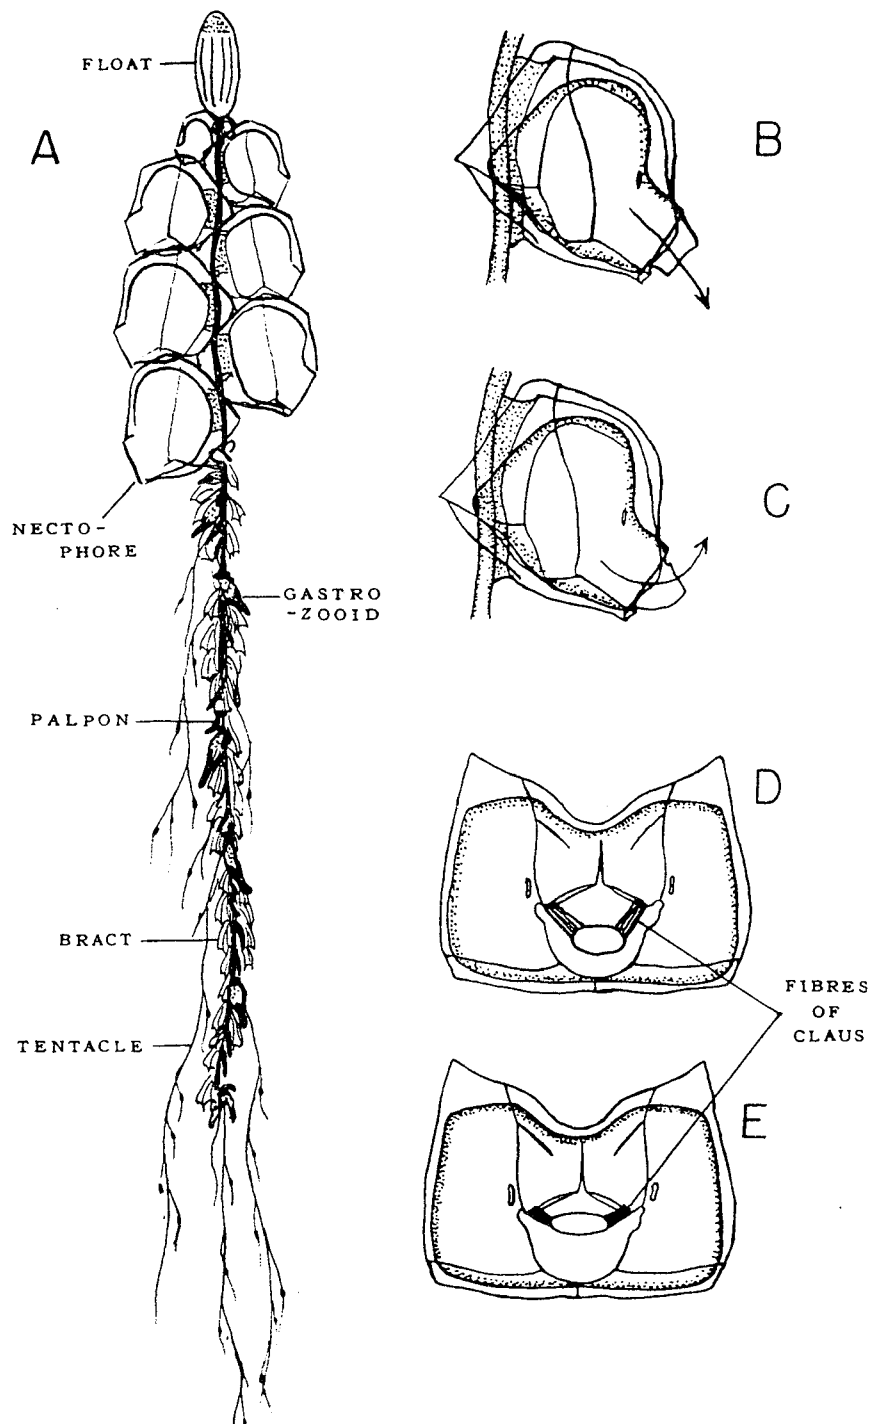 FLOAT
A
NECTO-
PHORE
GASTRO
-ZOOID
PALPON
BRACT
TENTACLE
B
C
D
FIBRES
OF
CLAUS
E